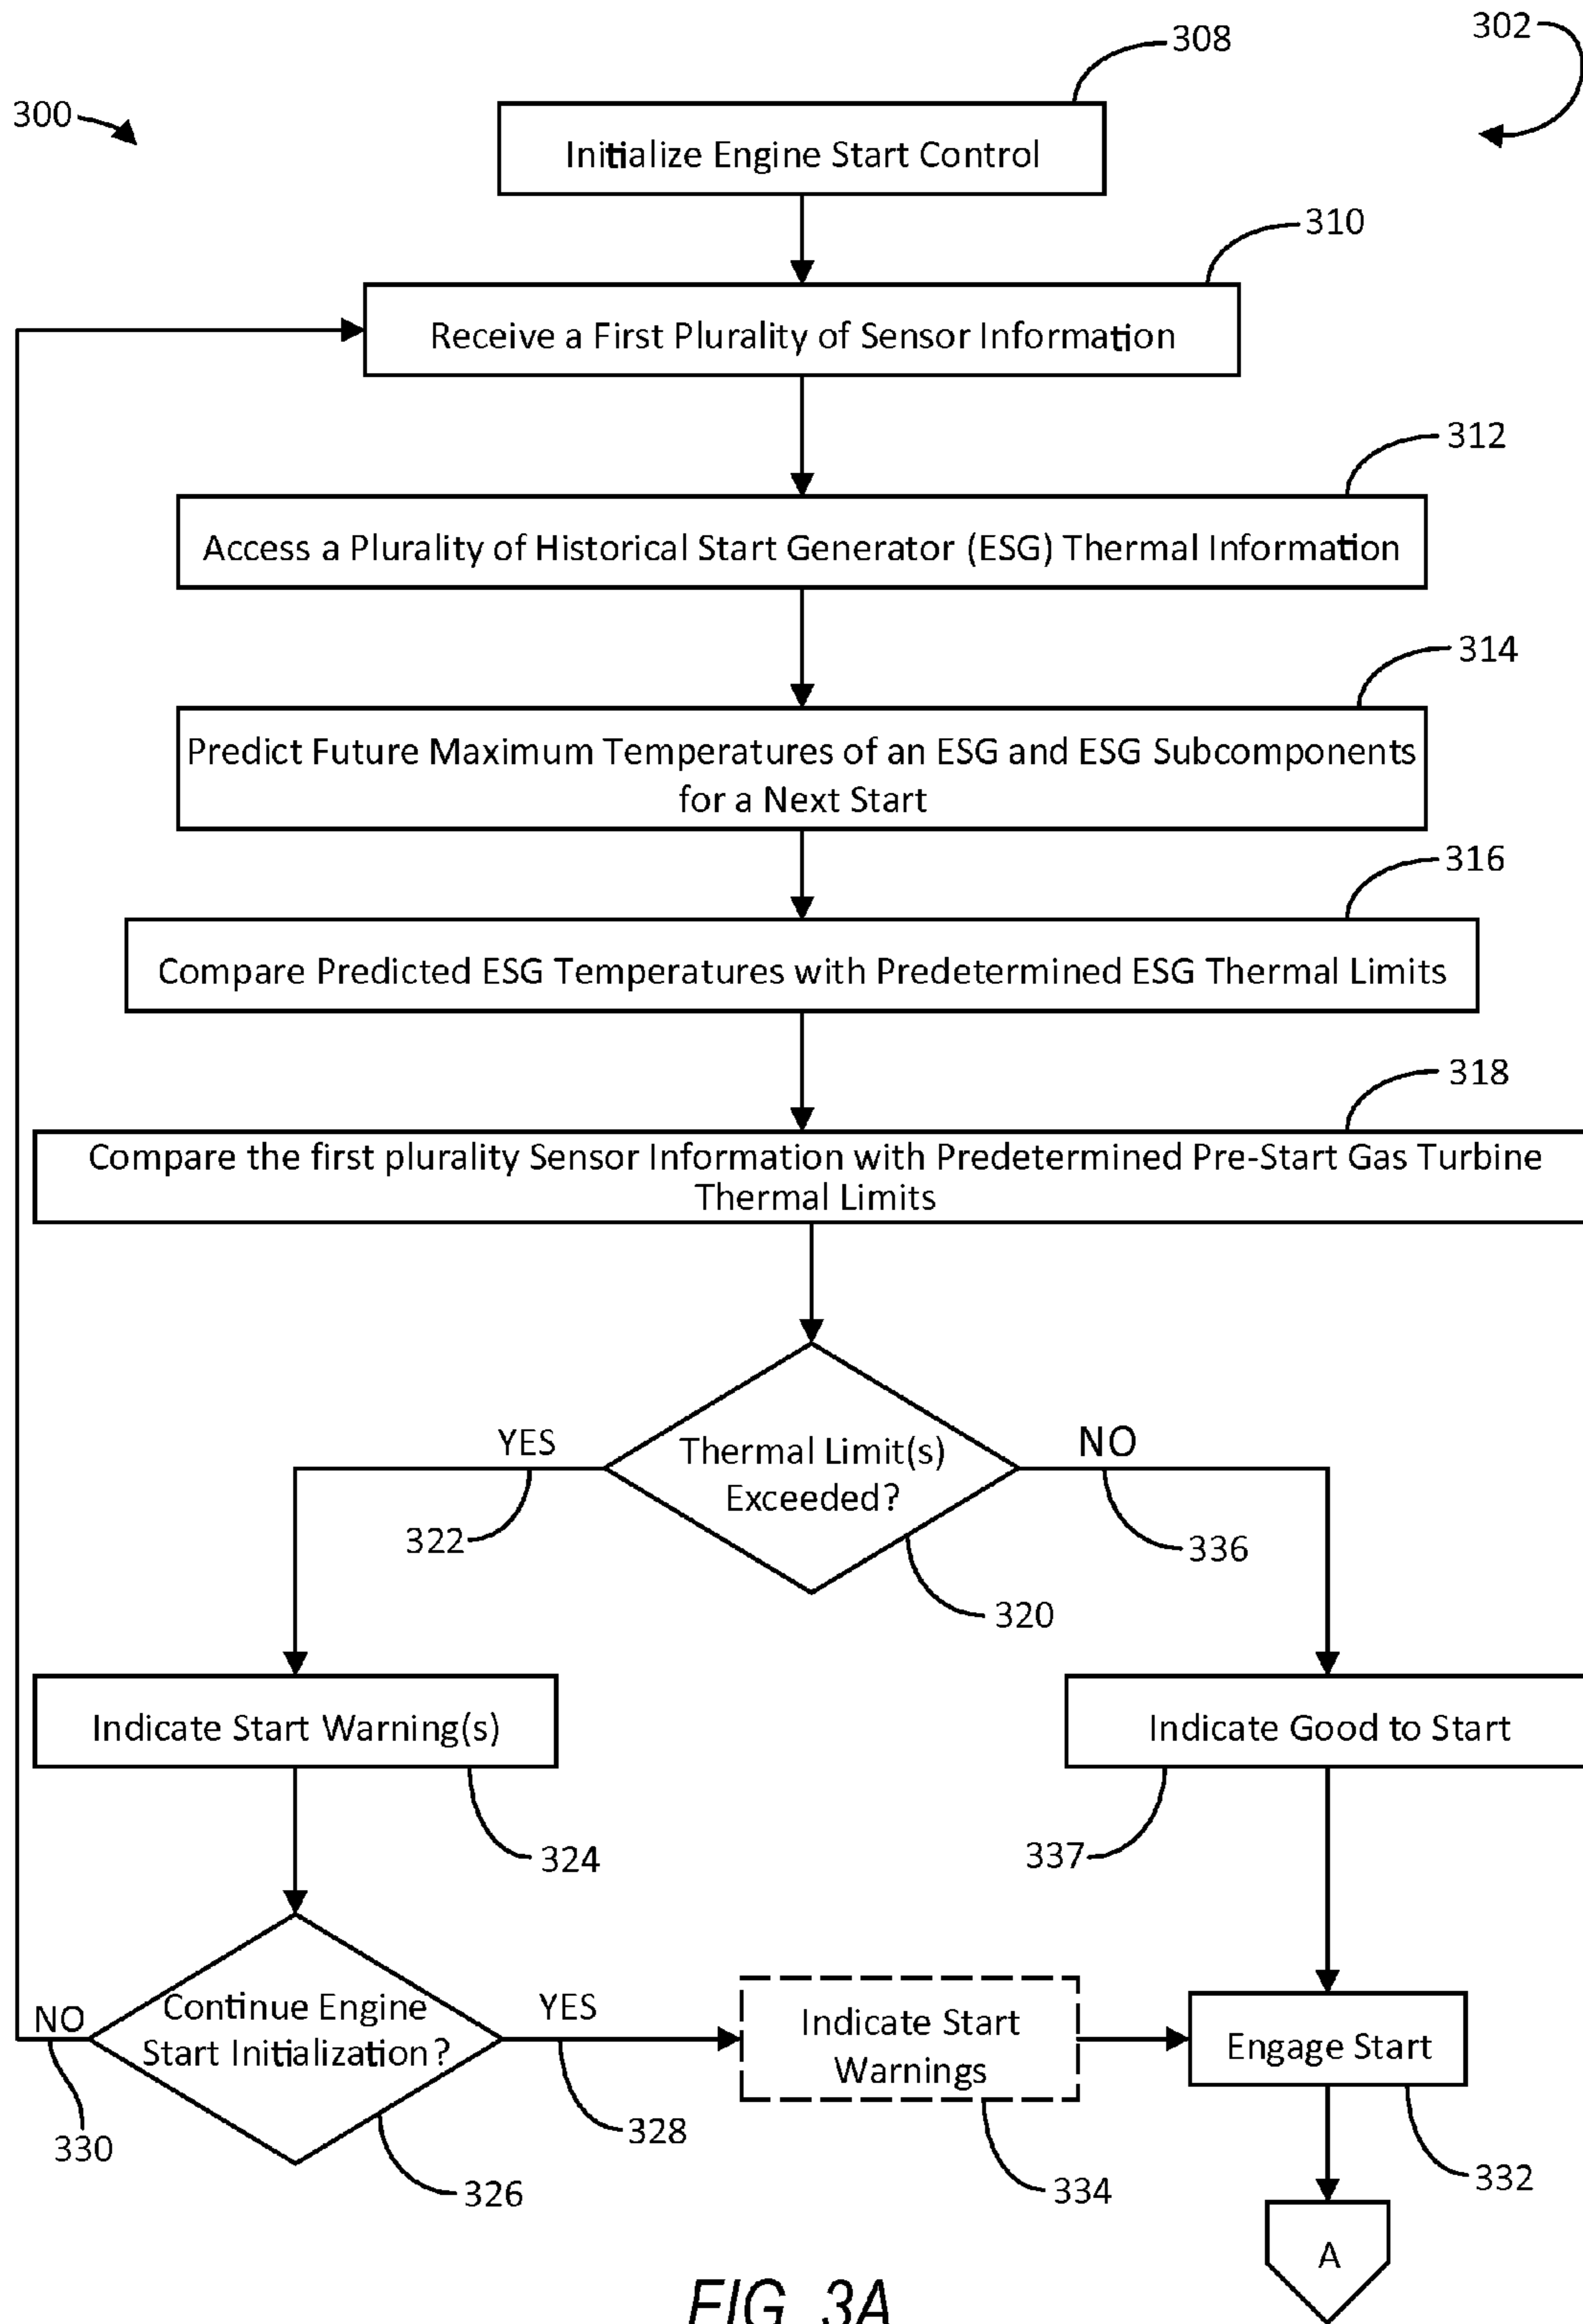 302
308
300
Initialize Engine Start Control
310
Receive a First Plurality of Sensor Information
312
Access a Plurality of Historical Start Generator (ESG) Thermal Information
314
Predict Future Maximum Temperatures of an ESG and ESG Subcomponents
for a Next Start
316
Compare Predicted ESG Temperatures with Predetermined ESG Thermal Limits
318
Compare the first plurality Sensor Information with Predetermined Pre-Start Gas Turbine
Thermal Limits
YES
NO
Thermal Limit(s)
Exceeded?
322
336
320
Indicate Start Warning(s)
Indicate Good to Start
324
337
NO
Continue Engine
Start Initialization?
YES
Indicate Start
Warnings
Engage Start
330
328
326
334
332
A
FIG. 3A